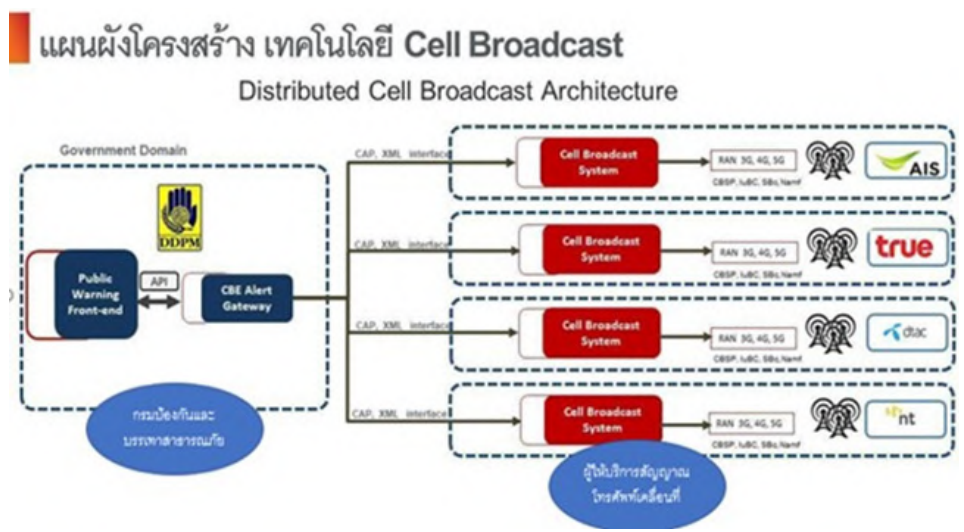 แผนผังโครงสร้าง เทคโนโลยี Cell Broadcast
Distributed Cell Broadcast Architecture
Government Domain
DDPM
Public
Warning
Front-end
API
CBE Alert
Gateway
กรมป้องกันและ
บรรเทาสาธารณภัย
CAP, XML interface
Cell Broadcast
System
RAN 3G, 4G, 5G
CBSP, IuBC, SBs, Namf
AIS
CAP, XML interface
Cell Broadcast
System
RAN 3G, 4G, 5G
CBSP, IuBC, SBs, Namf
true
CAP, XML interface
Cell Broadcast
System
RAN 3G, 4G, 5G
CBSP, IuBC, SBs, Namf
dtac
CAP, XML interface
Cell Broadcast
System
RAN 3G, 4G, 5G
CBSP, IuBC, SBs, Namf
nt
ผู้ให้บริการสัญญาณ
โทรศัพท์เคลื่อนที่